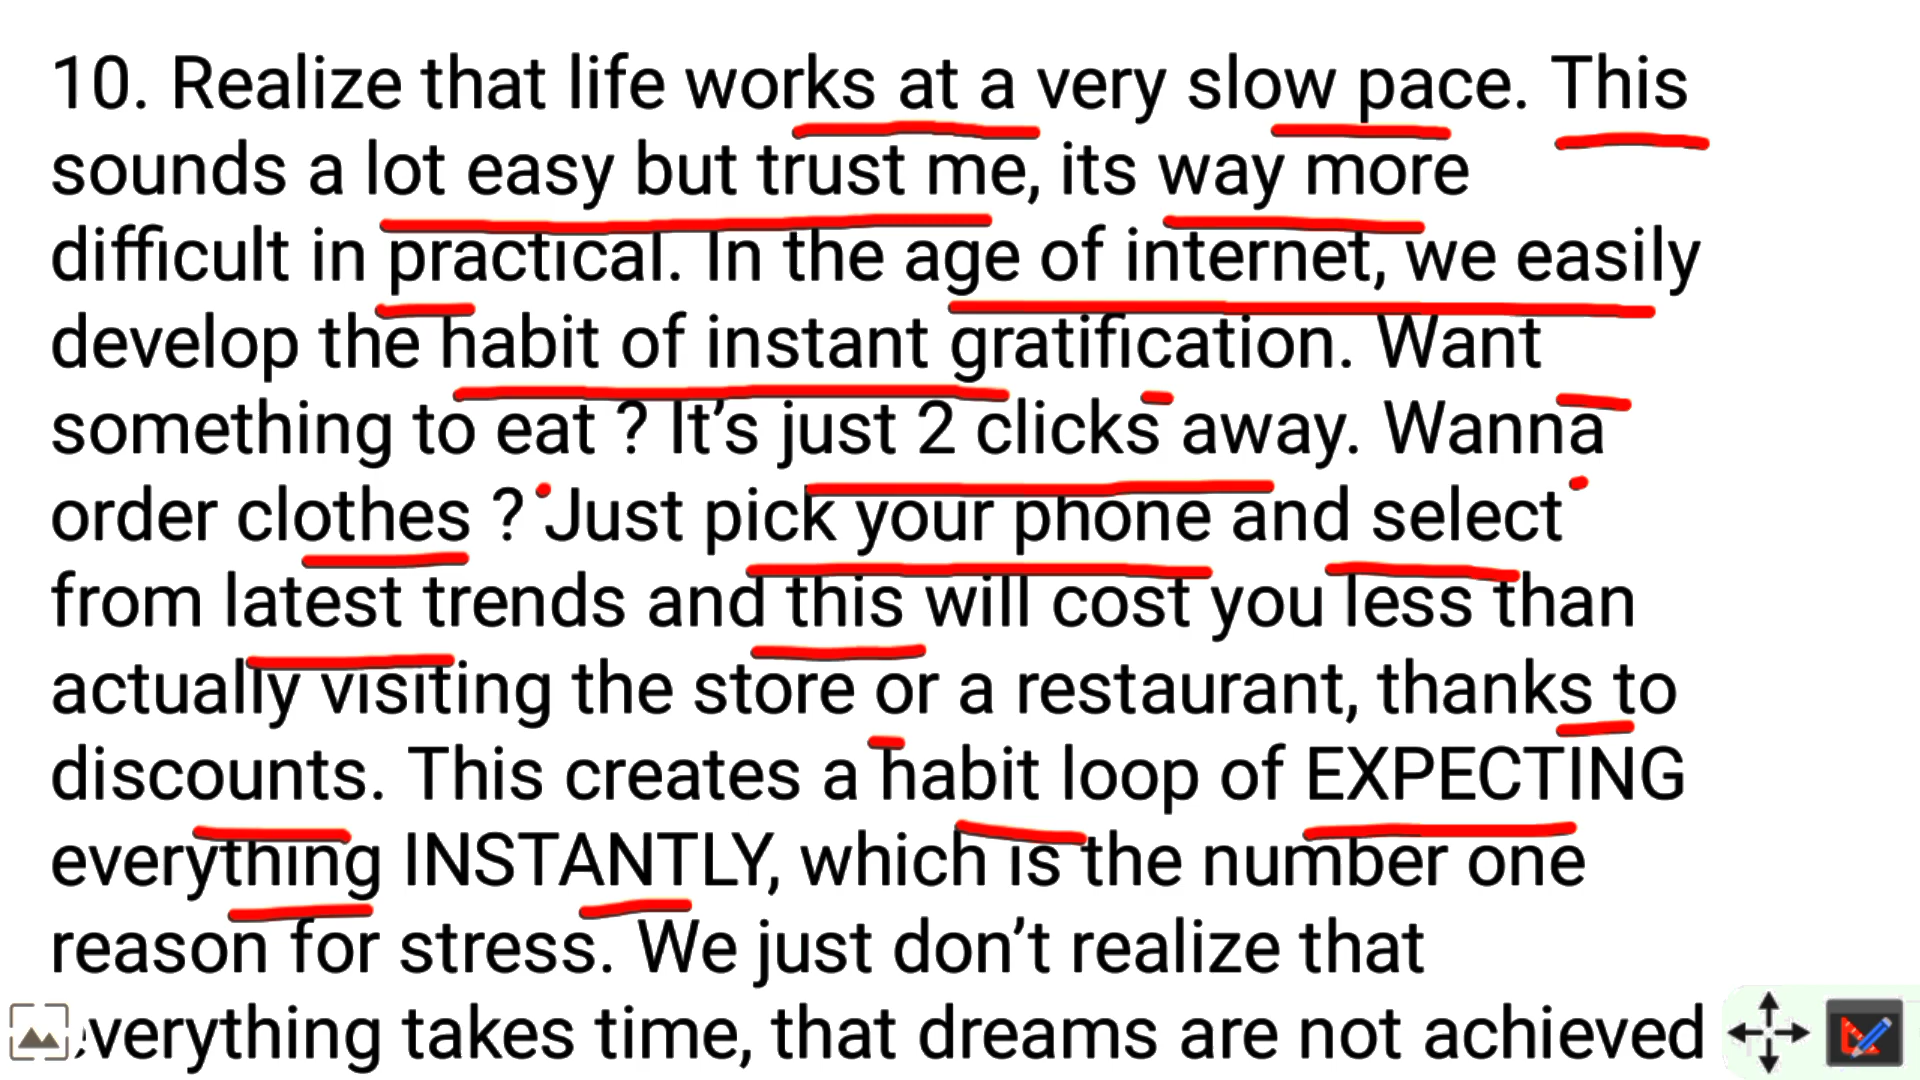 10. Realize that life works at a very slow pace. This
sounds a lot easy but trust me, its way more
difficult in practical. In the age of internet, we easily
develop the habit of instant gratification. Want
something to eat ? It’s just 2 clicks away. Wanna
order clothes ? Just pick your phone and select
from latest trends and this will cost you less than
actually visiting the store or a restaurant, thanks to
discounts. This creates a habit loop of EXPECTING
everything INSTANTLY, which is the number one
reason for stress. We just don’t realize that
everything takes time, that dreams are not achieved